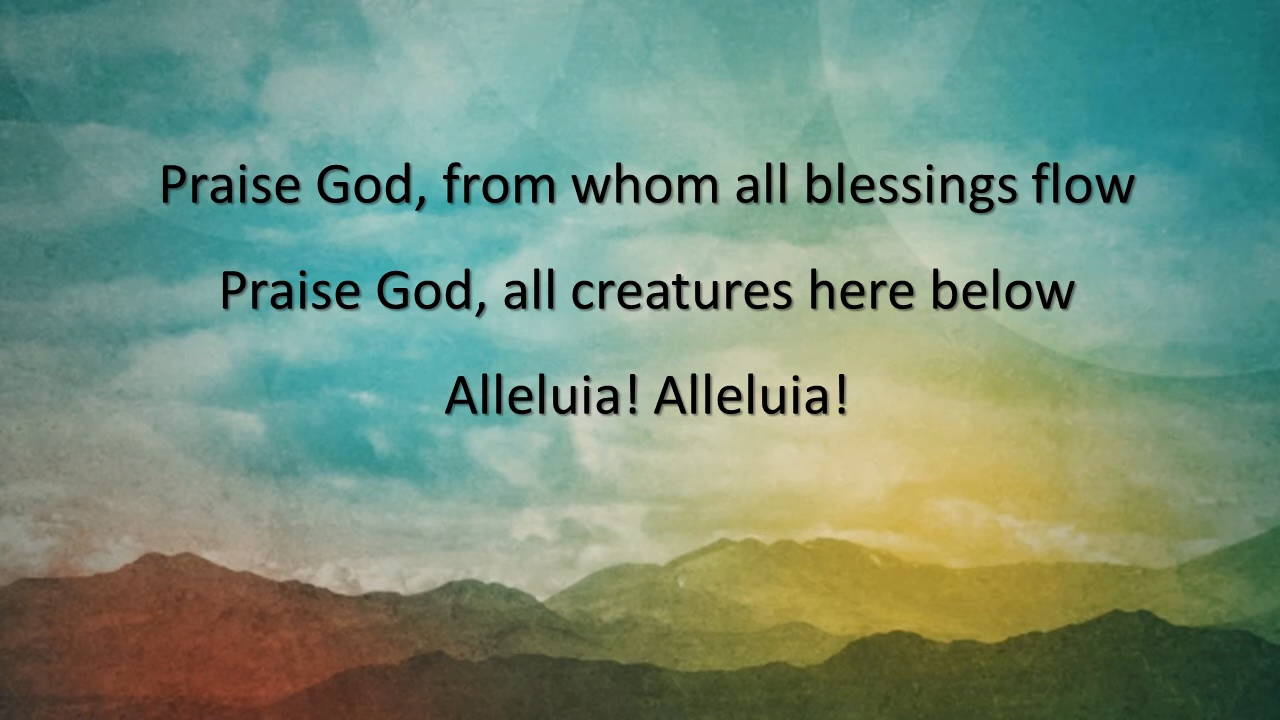 Praise God, from whom all blessings flow
Praise God, all creatures here below
Alleluia! Alleluia!